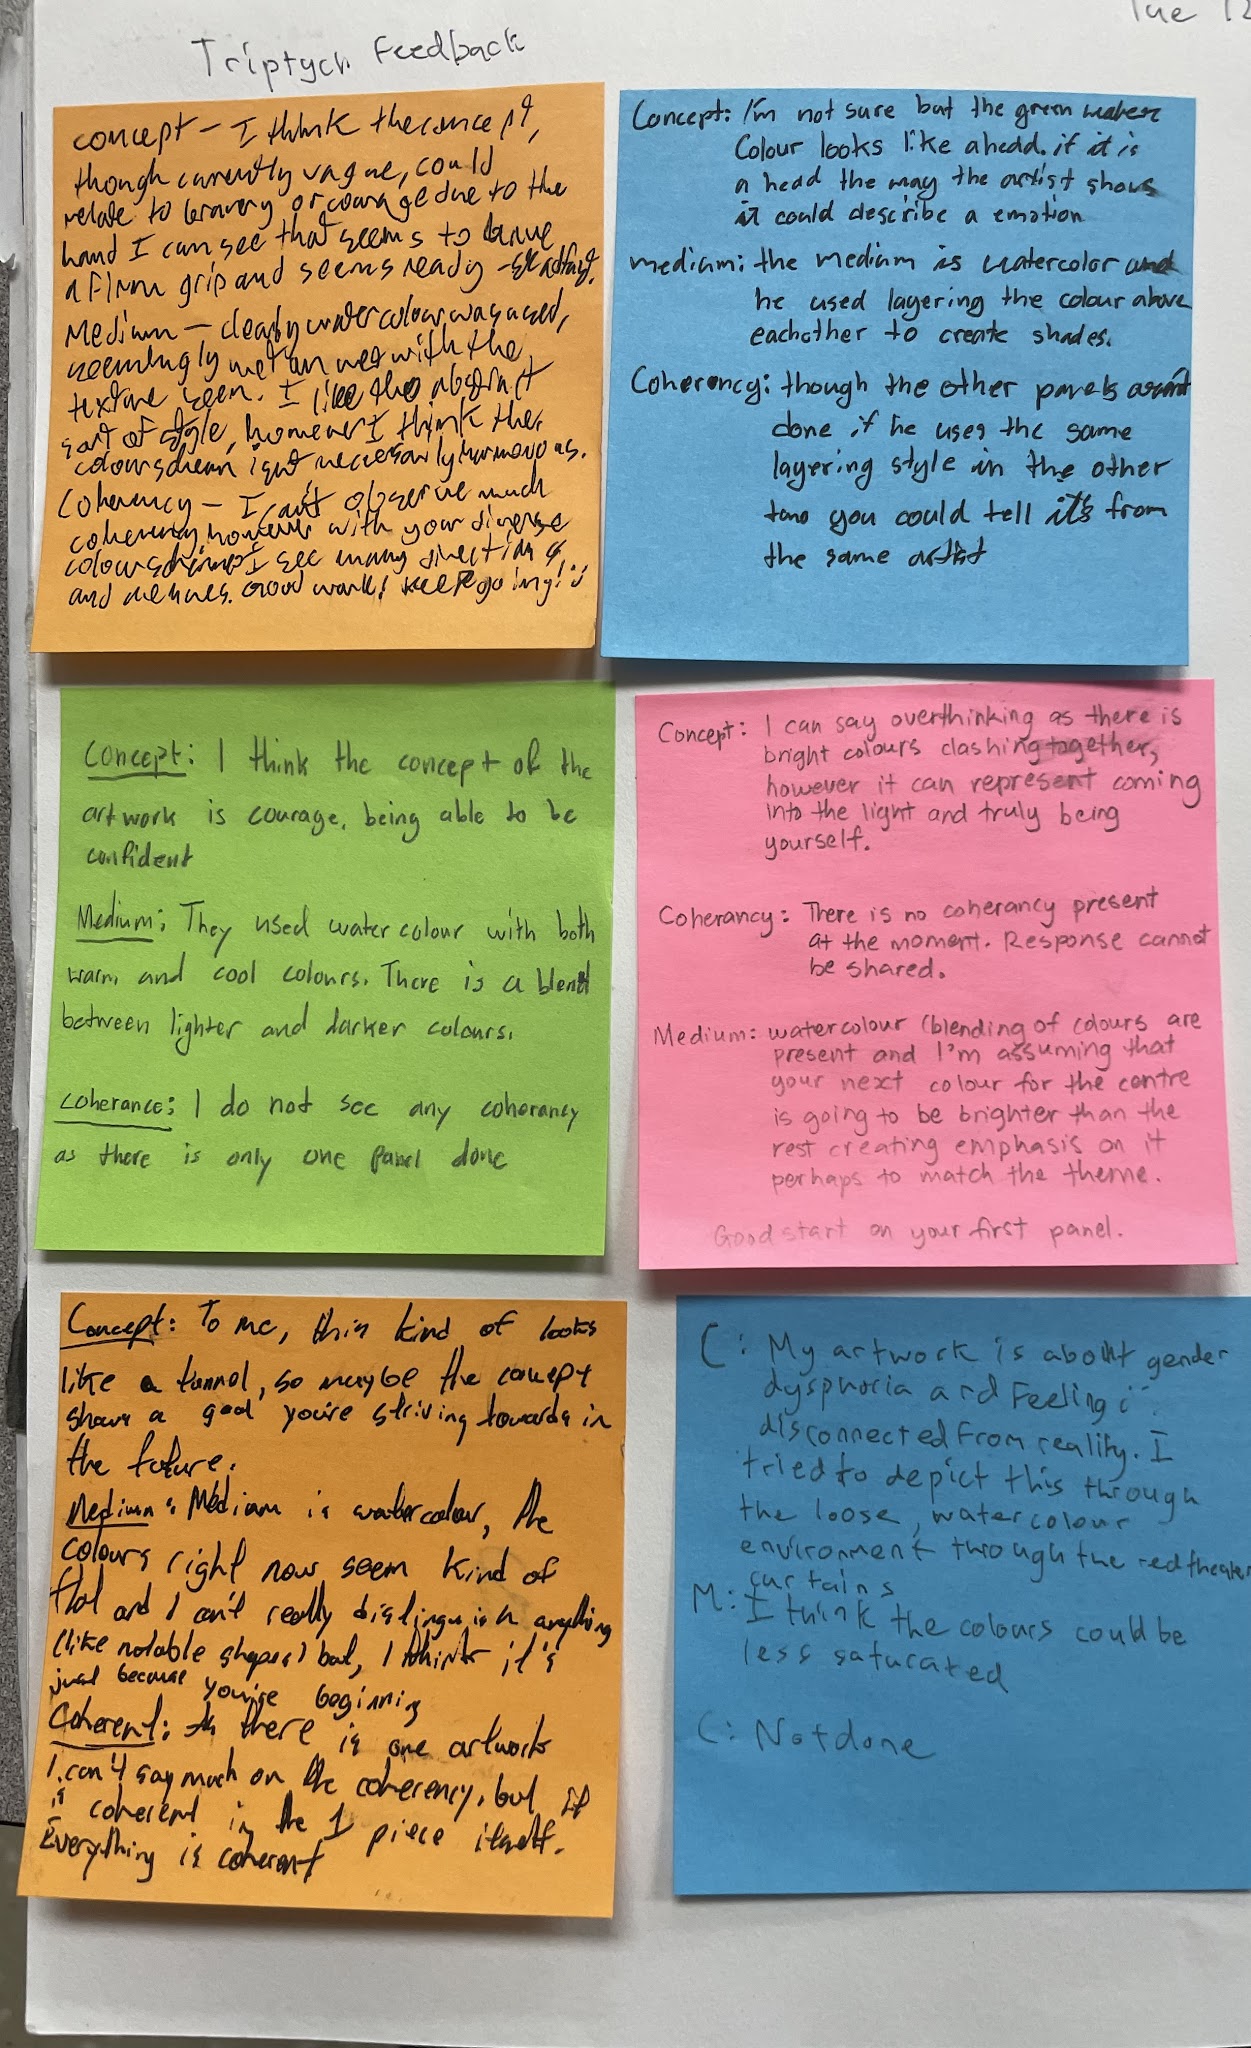 Tue 12
Triptych Feedback
concept - I think the concept,
though currently vague, could
relate to bravery or courage due to the
hand I can see that seems to have
a firm grip and seems ready - steadfast.
Medium - clearly watercolour was used,
seemingly wet on wet with the
texture seen. I like the abstract
sort of style, however I think the
colourscheme isn't necessarily harmonous.
Coherency - I can't observe much
coherency, however with your diverse
colourscheme I see many directions
and Good work! keep going! :)
Concept: I'm not sure but the green water
Colour looks like a hedd. if it is
a head the way the artist shows
it could describe a emotion
medium: the medium is watercolor and
he used layering the colour above
eachother to create shades.
Coherency: though the other panels arent
done if he uses the same
layering style in the other
two you could tell it's from
the same artist
Concept: I think the concept of the
artwork is courage, being able to be
confident
Medium: They used water colour with both
warm and cool colours. There is a blend
between lighter and darker colours.
Coherance: I do not see any coherancy
as there is only one panel done
Concept: I can say overthinking as there is
bright colours clashing together,
however it can represent coming
into the light and truly being
yourself.
Coherancy: There is no coherancy present
at the moment. Response cannot
be shared.
Medium: watercolour (blending of colours are
present and I'm assuming that
your next colour for the centre
is going to be brighter than the
rest creating emphasis on it
perhaps to match the theme.
Good start on your first panel.
Concept: To me, this kind of looks
like a tunnel, so maybe the concept
shows a goal you're striving towards in
the future.
Medium: Medium is watercolour, the
colours right now seem kind of
flat and I can't really distinguish anything
(like notable shapes) but, I think it's
just because you're beginning
Coherent: As there is one artwork
I can't say much on the coherency, but it
is coherent in the 1 piece itself.
Everything is coherent
C: My artwork is about gender
dysphoria and Feeling
disconnected from reality. I
tried to depict this through
the loose, watercolour
environment through the red theater
curtains
M: I think the colours could be
less saturated
C: Not done